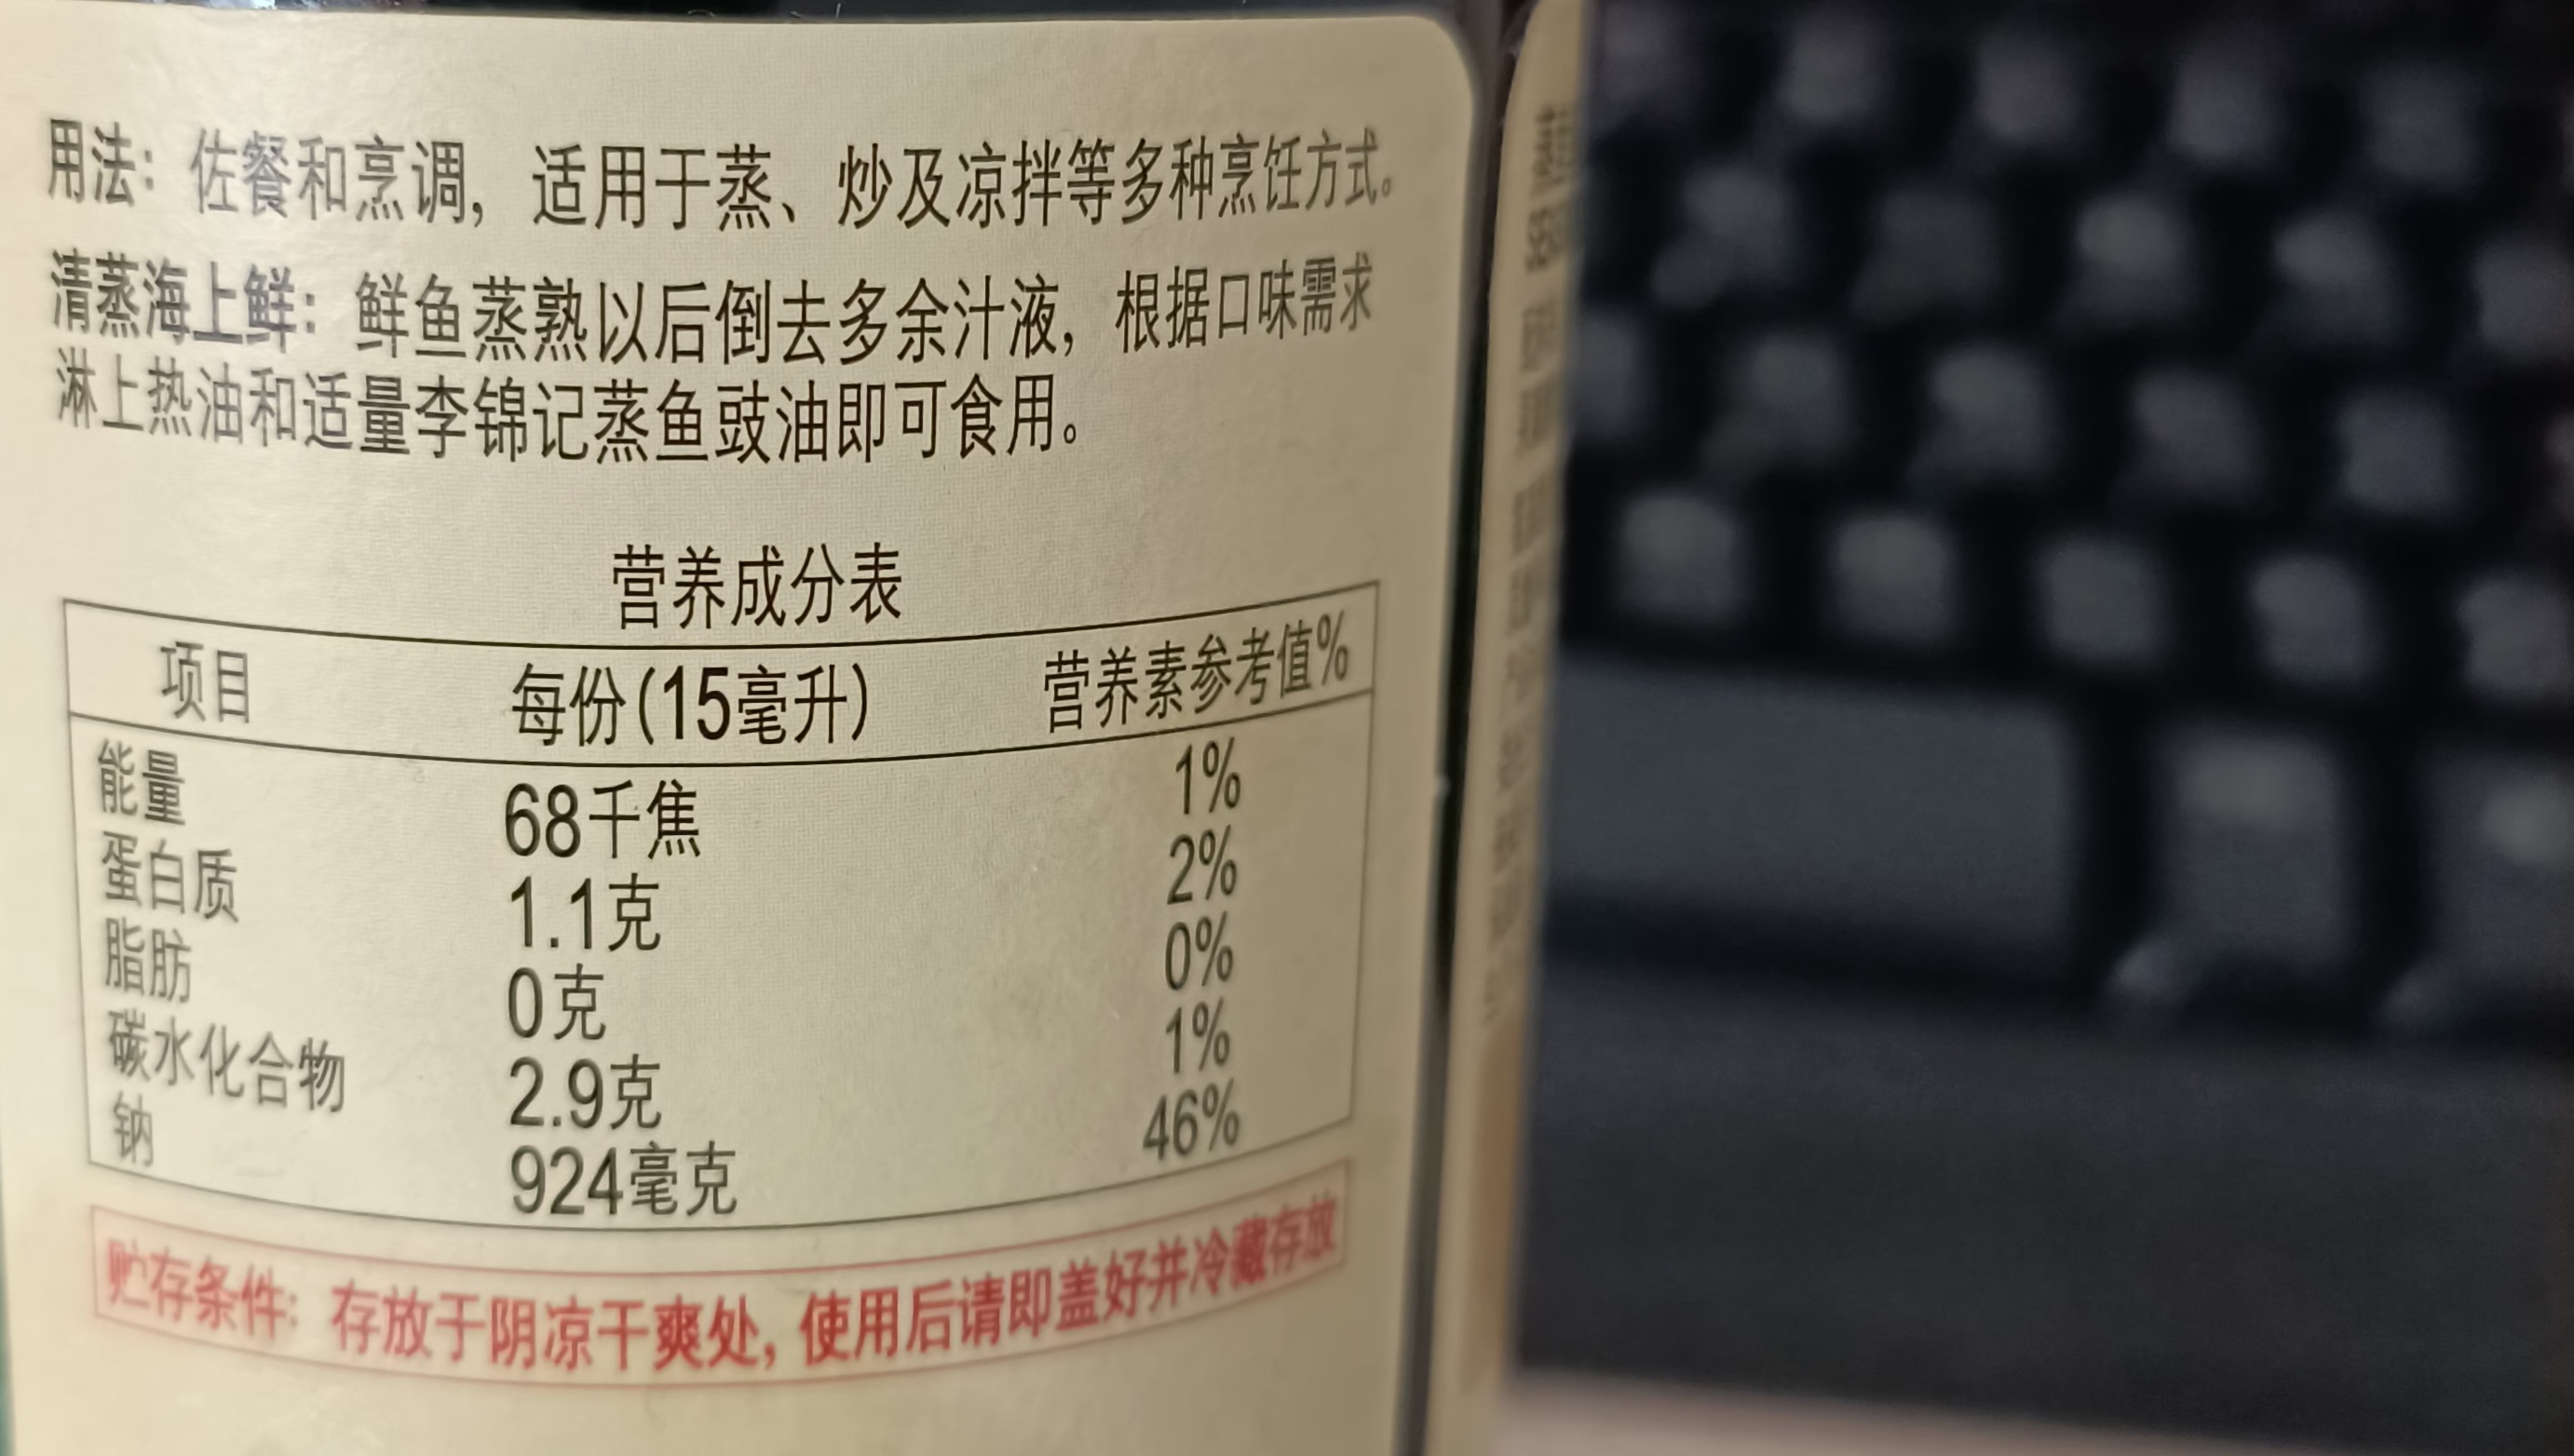 用法：佐餐和烹调，适用于蒸、炒及凉拌等多种烹饪方式。
清蒸海上鲜：鲜鱼蒸熟以后倒去多余汁液，根据口味需求
淋上热油和适量李锦记蒸鱼豉油即可食用。
营养成分表
项目 每份(15毫升) 营养素参考值%
能量 68千焦 1%
蛋白质 1.1克 2%
脂肪 0克 0%
碳水化合物 2.9克 1%
钠 924毫克 46%
贮存条件：存放于阴凉干爽处，使用后请即盖好并冷藏存放